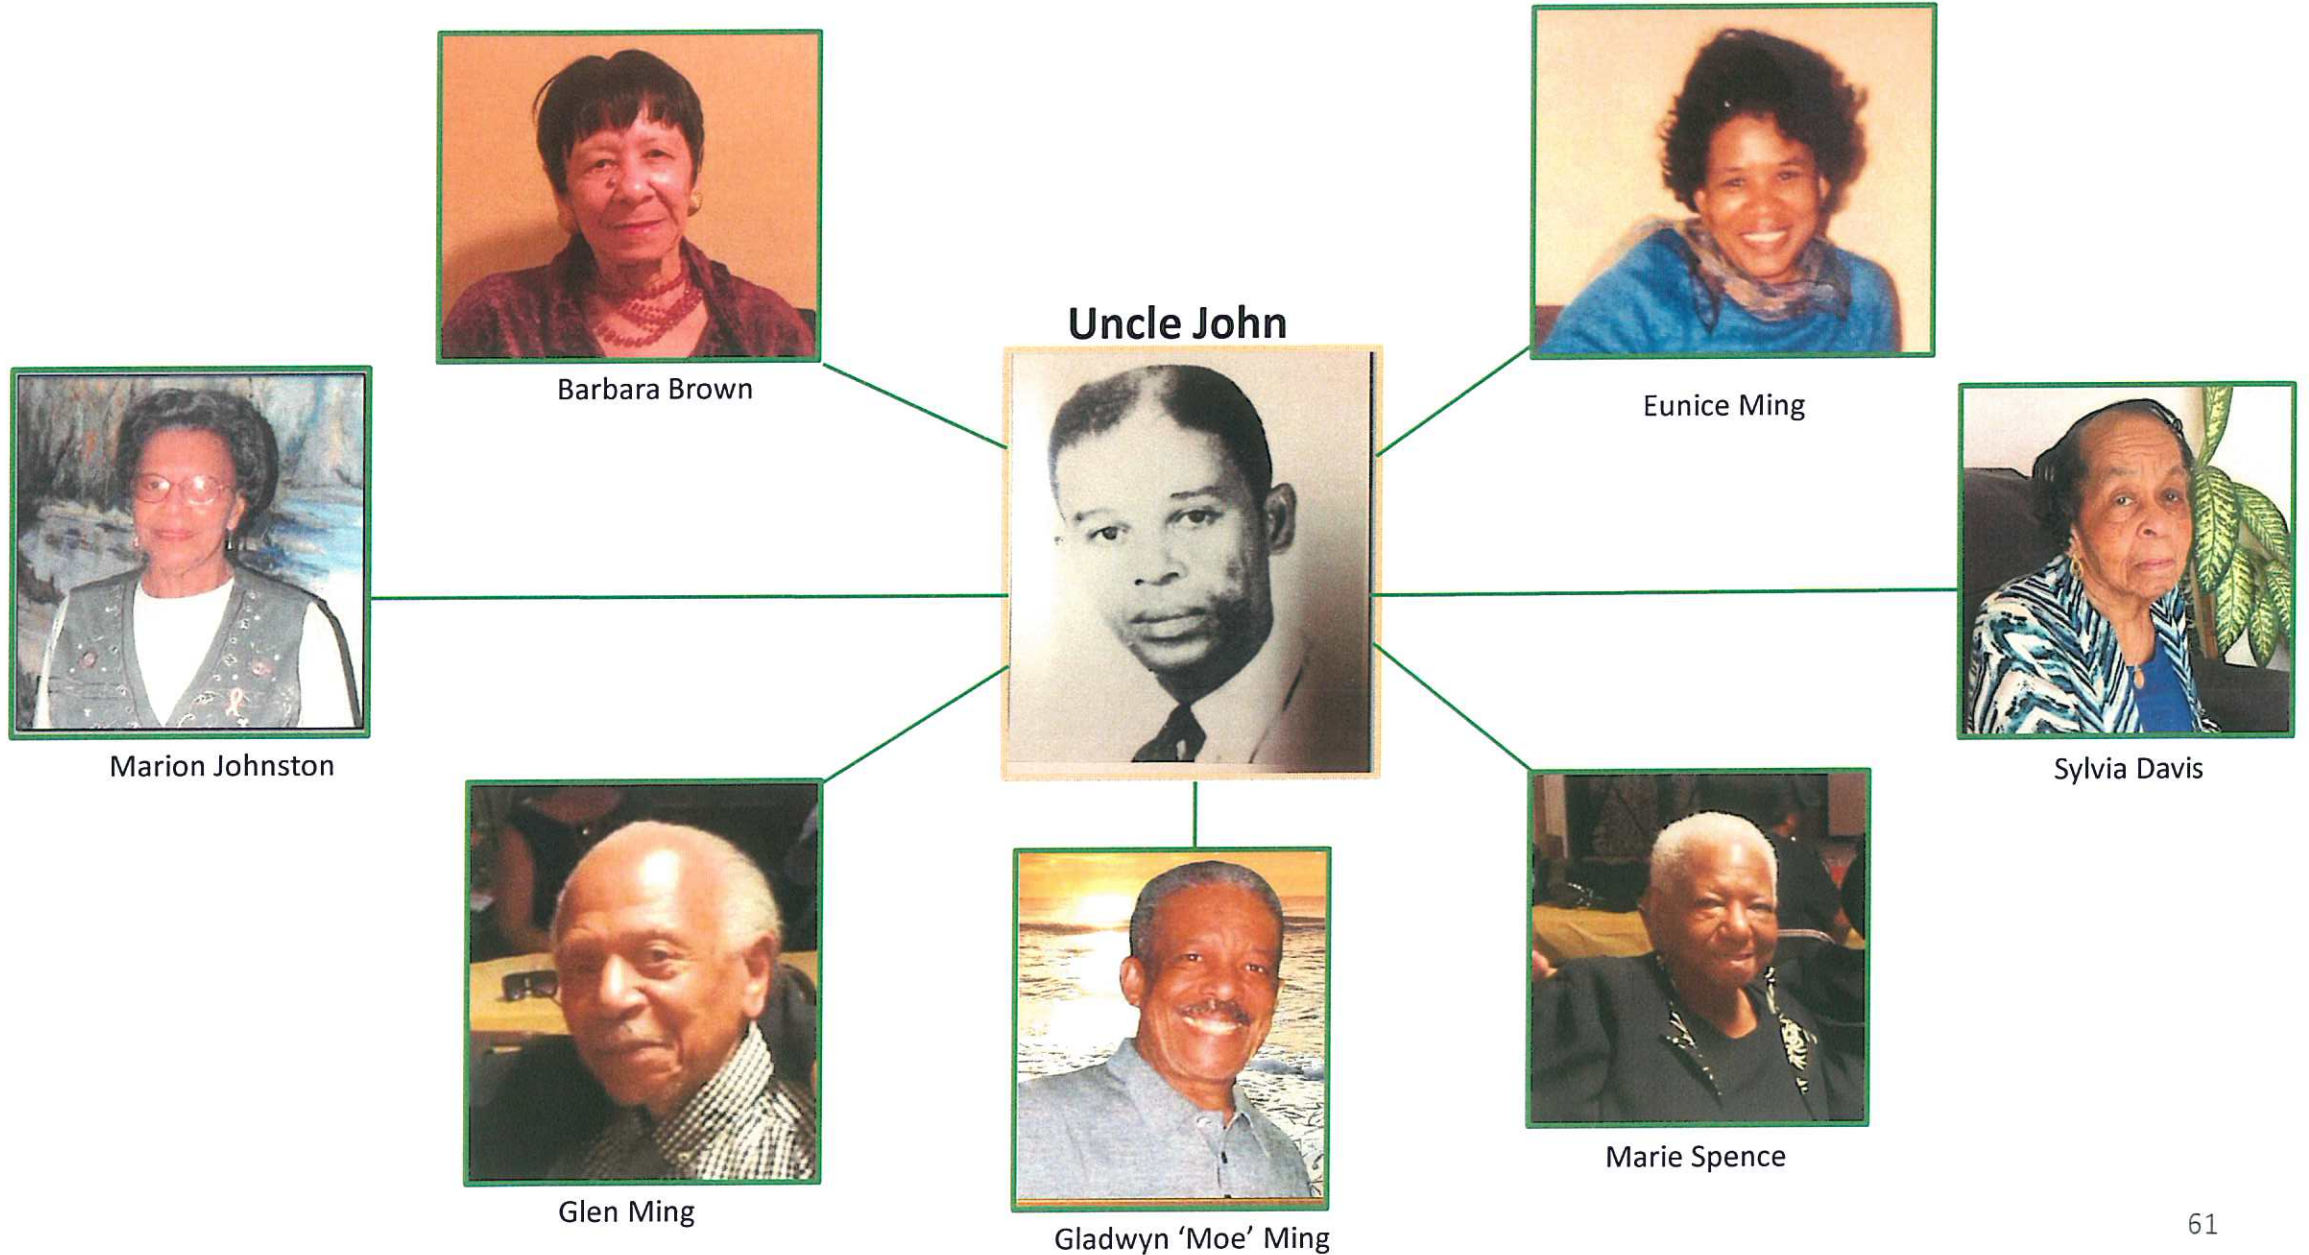 Uncle John
Barbara Brown
Eunice Ming
Marion Johnston
Sylvia Davis
Glen Ming
Gladwyn ‘Moe’ Ming
Marie Spence
61